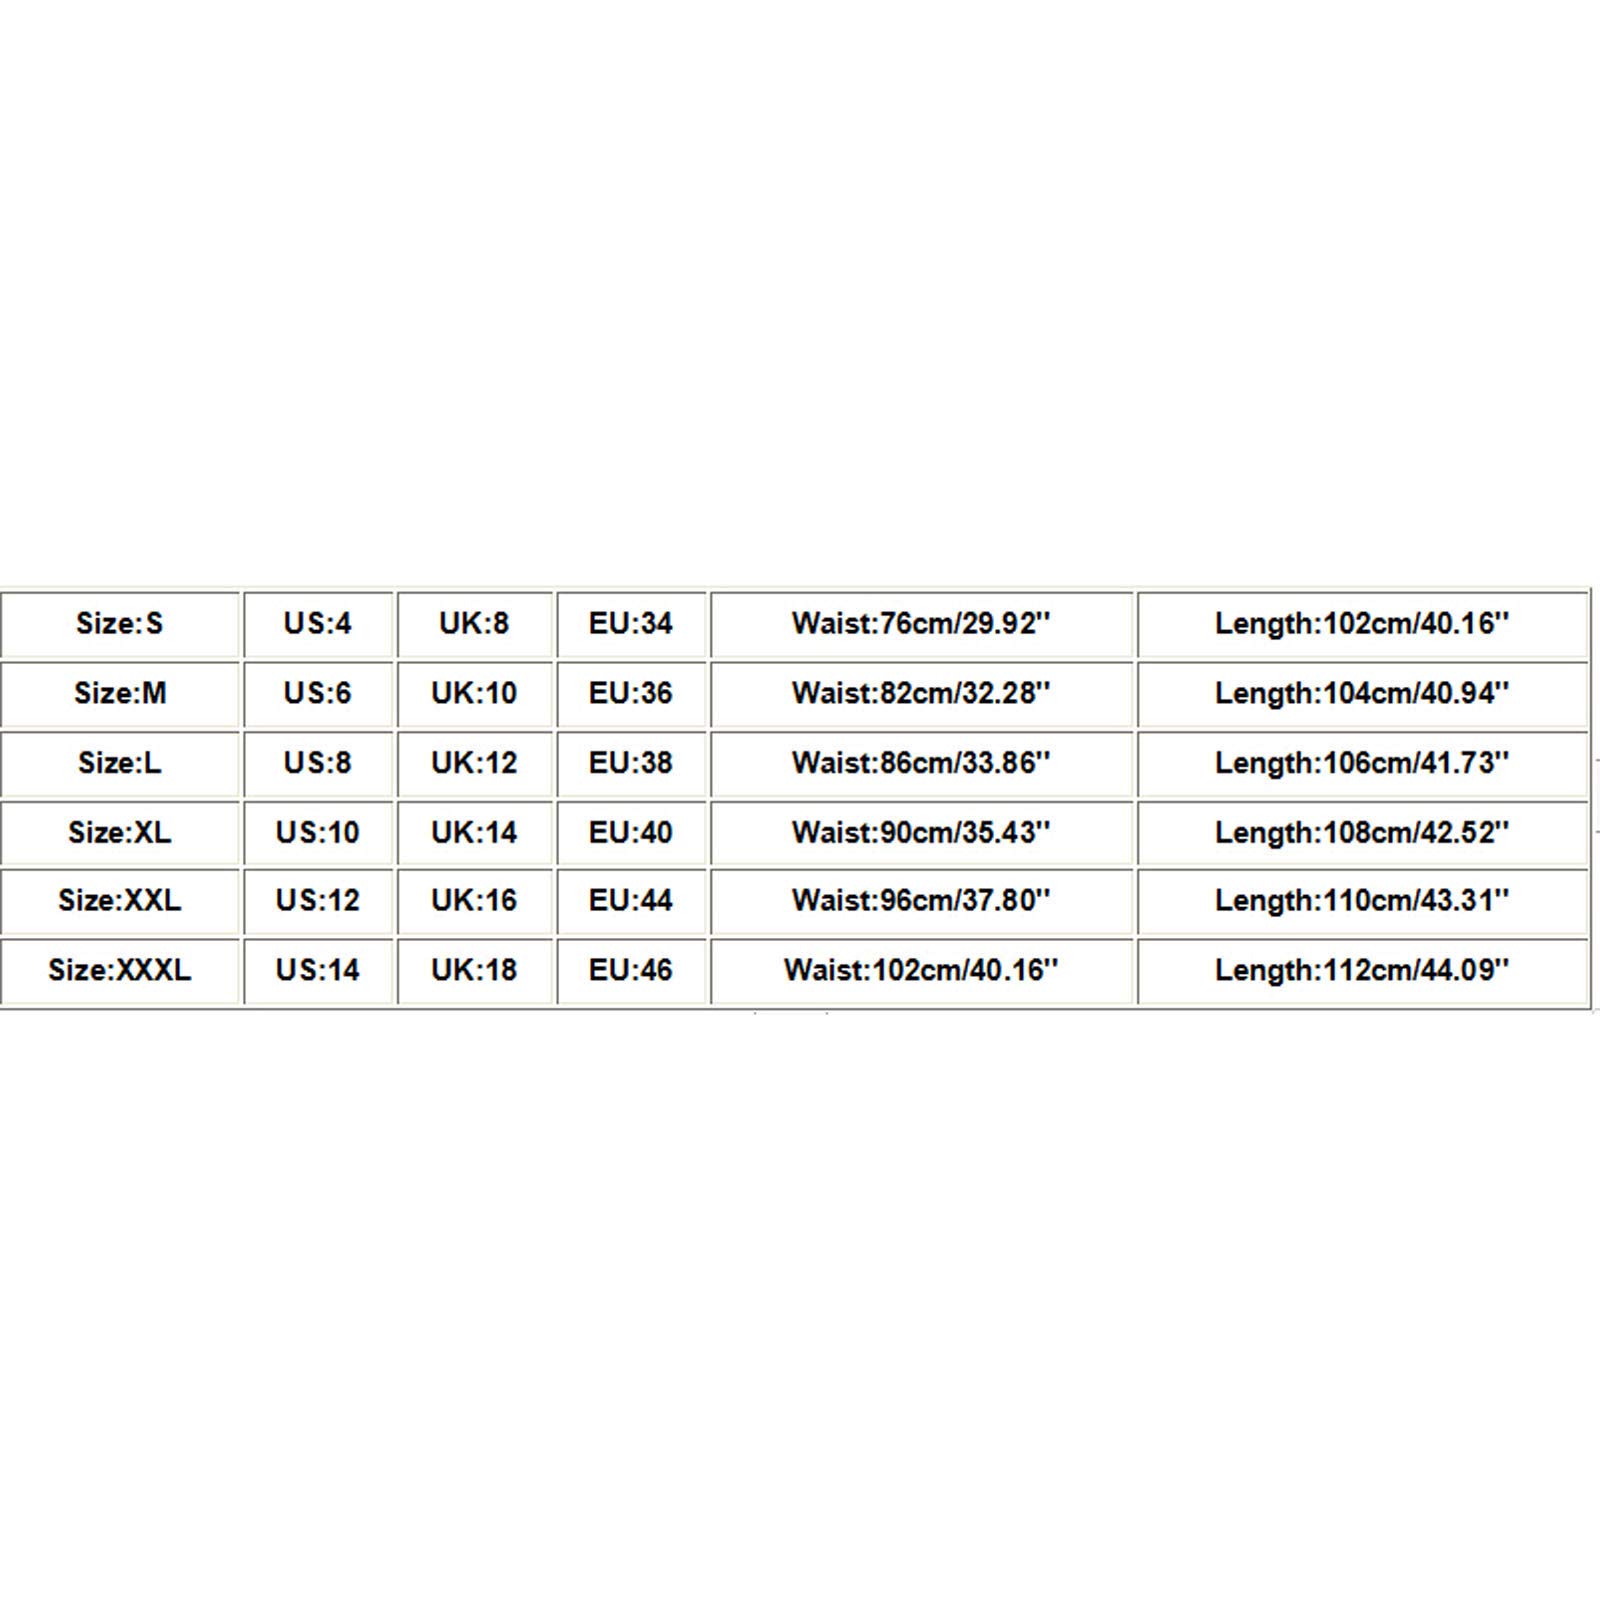 Size:S US:4 UK:8 EU:34 Waist:76cm/29.92'' Length:102cm/40.16''
Size:M US:6 UK:10 EU:36 Waist:82cm/32.28'' Length:104cm/40.94''
Size:L US:8 UK:12 EU:38 Waist:86cm/33.86'' Length:106cm/41.73''
Size:XL US:10 UK:14 EU:40 Waist:90cm/35.43'' Length:108cm/42.52''
Size:XXL US:12 UK:16 EU:44 Waist:96cm/37.80'' Length:110cm/43.31''
Size:XXXL US:14 UK:18 EU:46 Waist:102cm/40.16'' Length:112cm/44.09''